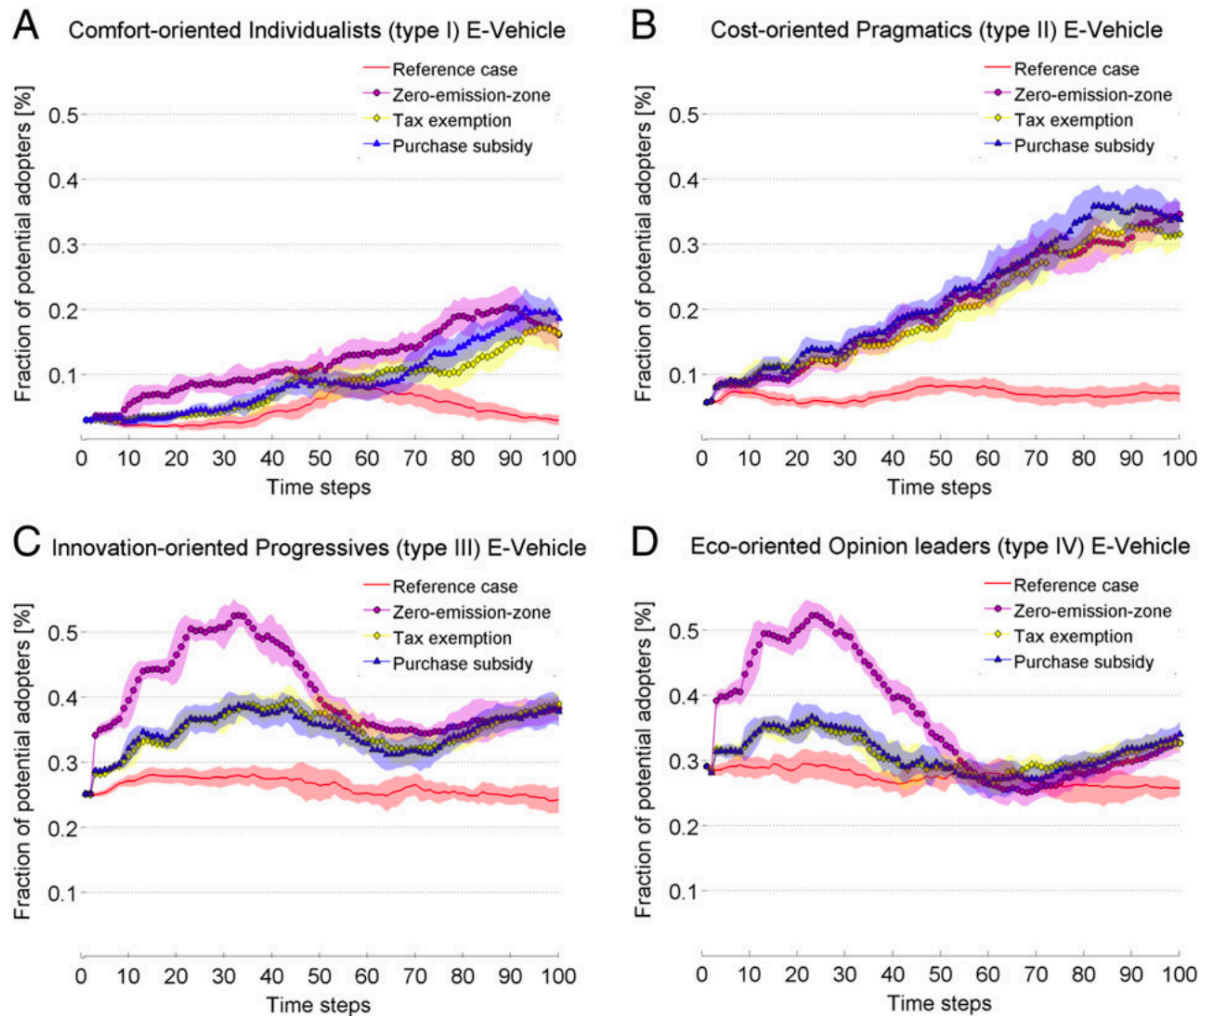 A Comfort-oriented Individualists (type I) E-Vehicle
Reference case
Zero-emission-zone
Tax exemption
Purchase subsidy
Fraction of potential adopters [%]
0.5
0.4
0.3
0.2
0.1
0 10 20 30 40 50 60 70 80 90 100
Time steps
B Cost-oriented Pragmatics (type II) E-Vehicle
Reference case
Zero-emission-zone
Tax exemption
Purchase subsidy
Fraction of potential adopters [%]
0.5
0.4
0.3
0.2
0.1
0 10 20 30 40 50 60 70 80 90 100
Time steps
C Innovation-oriented Progressives (type III) E-Vehicle
Reference case
Zero-emission-zone
Tax exemption
Purchase subsidy
Fraction of potential adopters [%]
0.5
0.4
0.3
0.2
0.1
0 10 20 30 40 50 60 70 80 90 100
Time steps
D Eco-oriented Opinion leaders (type IV) E-Vehicle
Reference case
Zero-emission-zone
Tax exemption
Purchase subsidy
Fraction of potential adopters [%]
0.5
0.4
0.3
0.2
0.1
0 10 20 30 40 50 60 70 80 90 100
Time steps